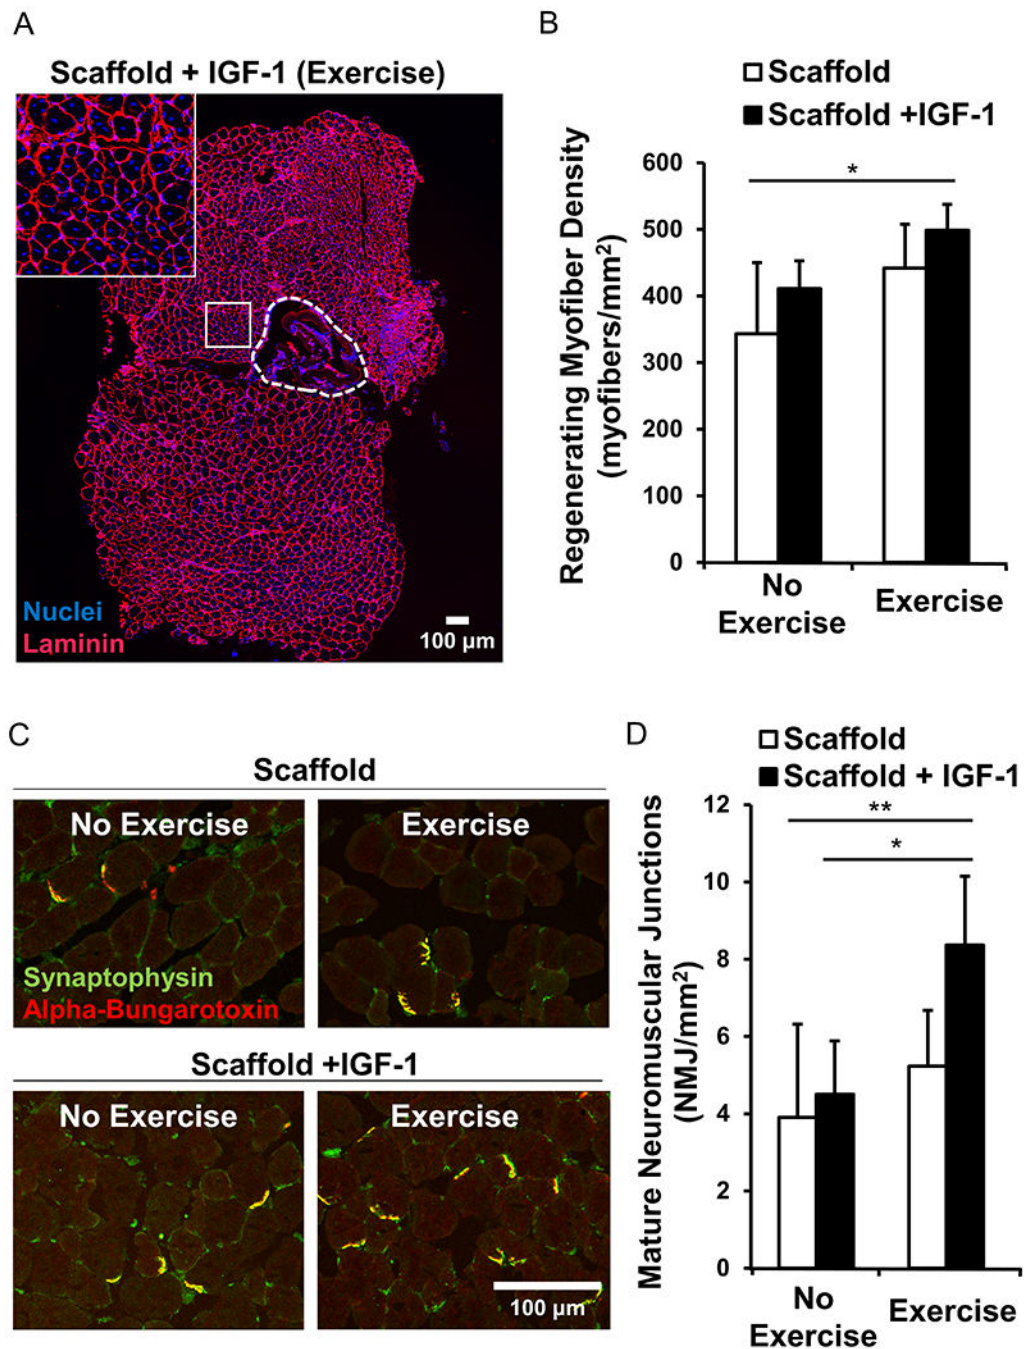 A
Scaffold + IGF-1 (Exercise)
Nuclei
Laminin
100 µm
B
Scaffold
Scaffold +IGF-1
Regenerating Myofiber Density
(myofibers/mm²)
600
500
400
300
200
100
0
*
No
Exercise
Exercise
C
Scaffold
No Exercise
Exercise
Synaptophysin
Alpha-Bungarotoxin
Scaffold +IGF-1
No Exercise
Exercise
100 µm
D
Scaffold
Scaffold + IGF-1
Mature Neuromuscular Junctions
(NMJ/mm²)
12
10
8
6
4
2
0
**
*
No
Exercise
Exercise